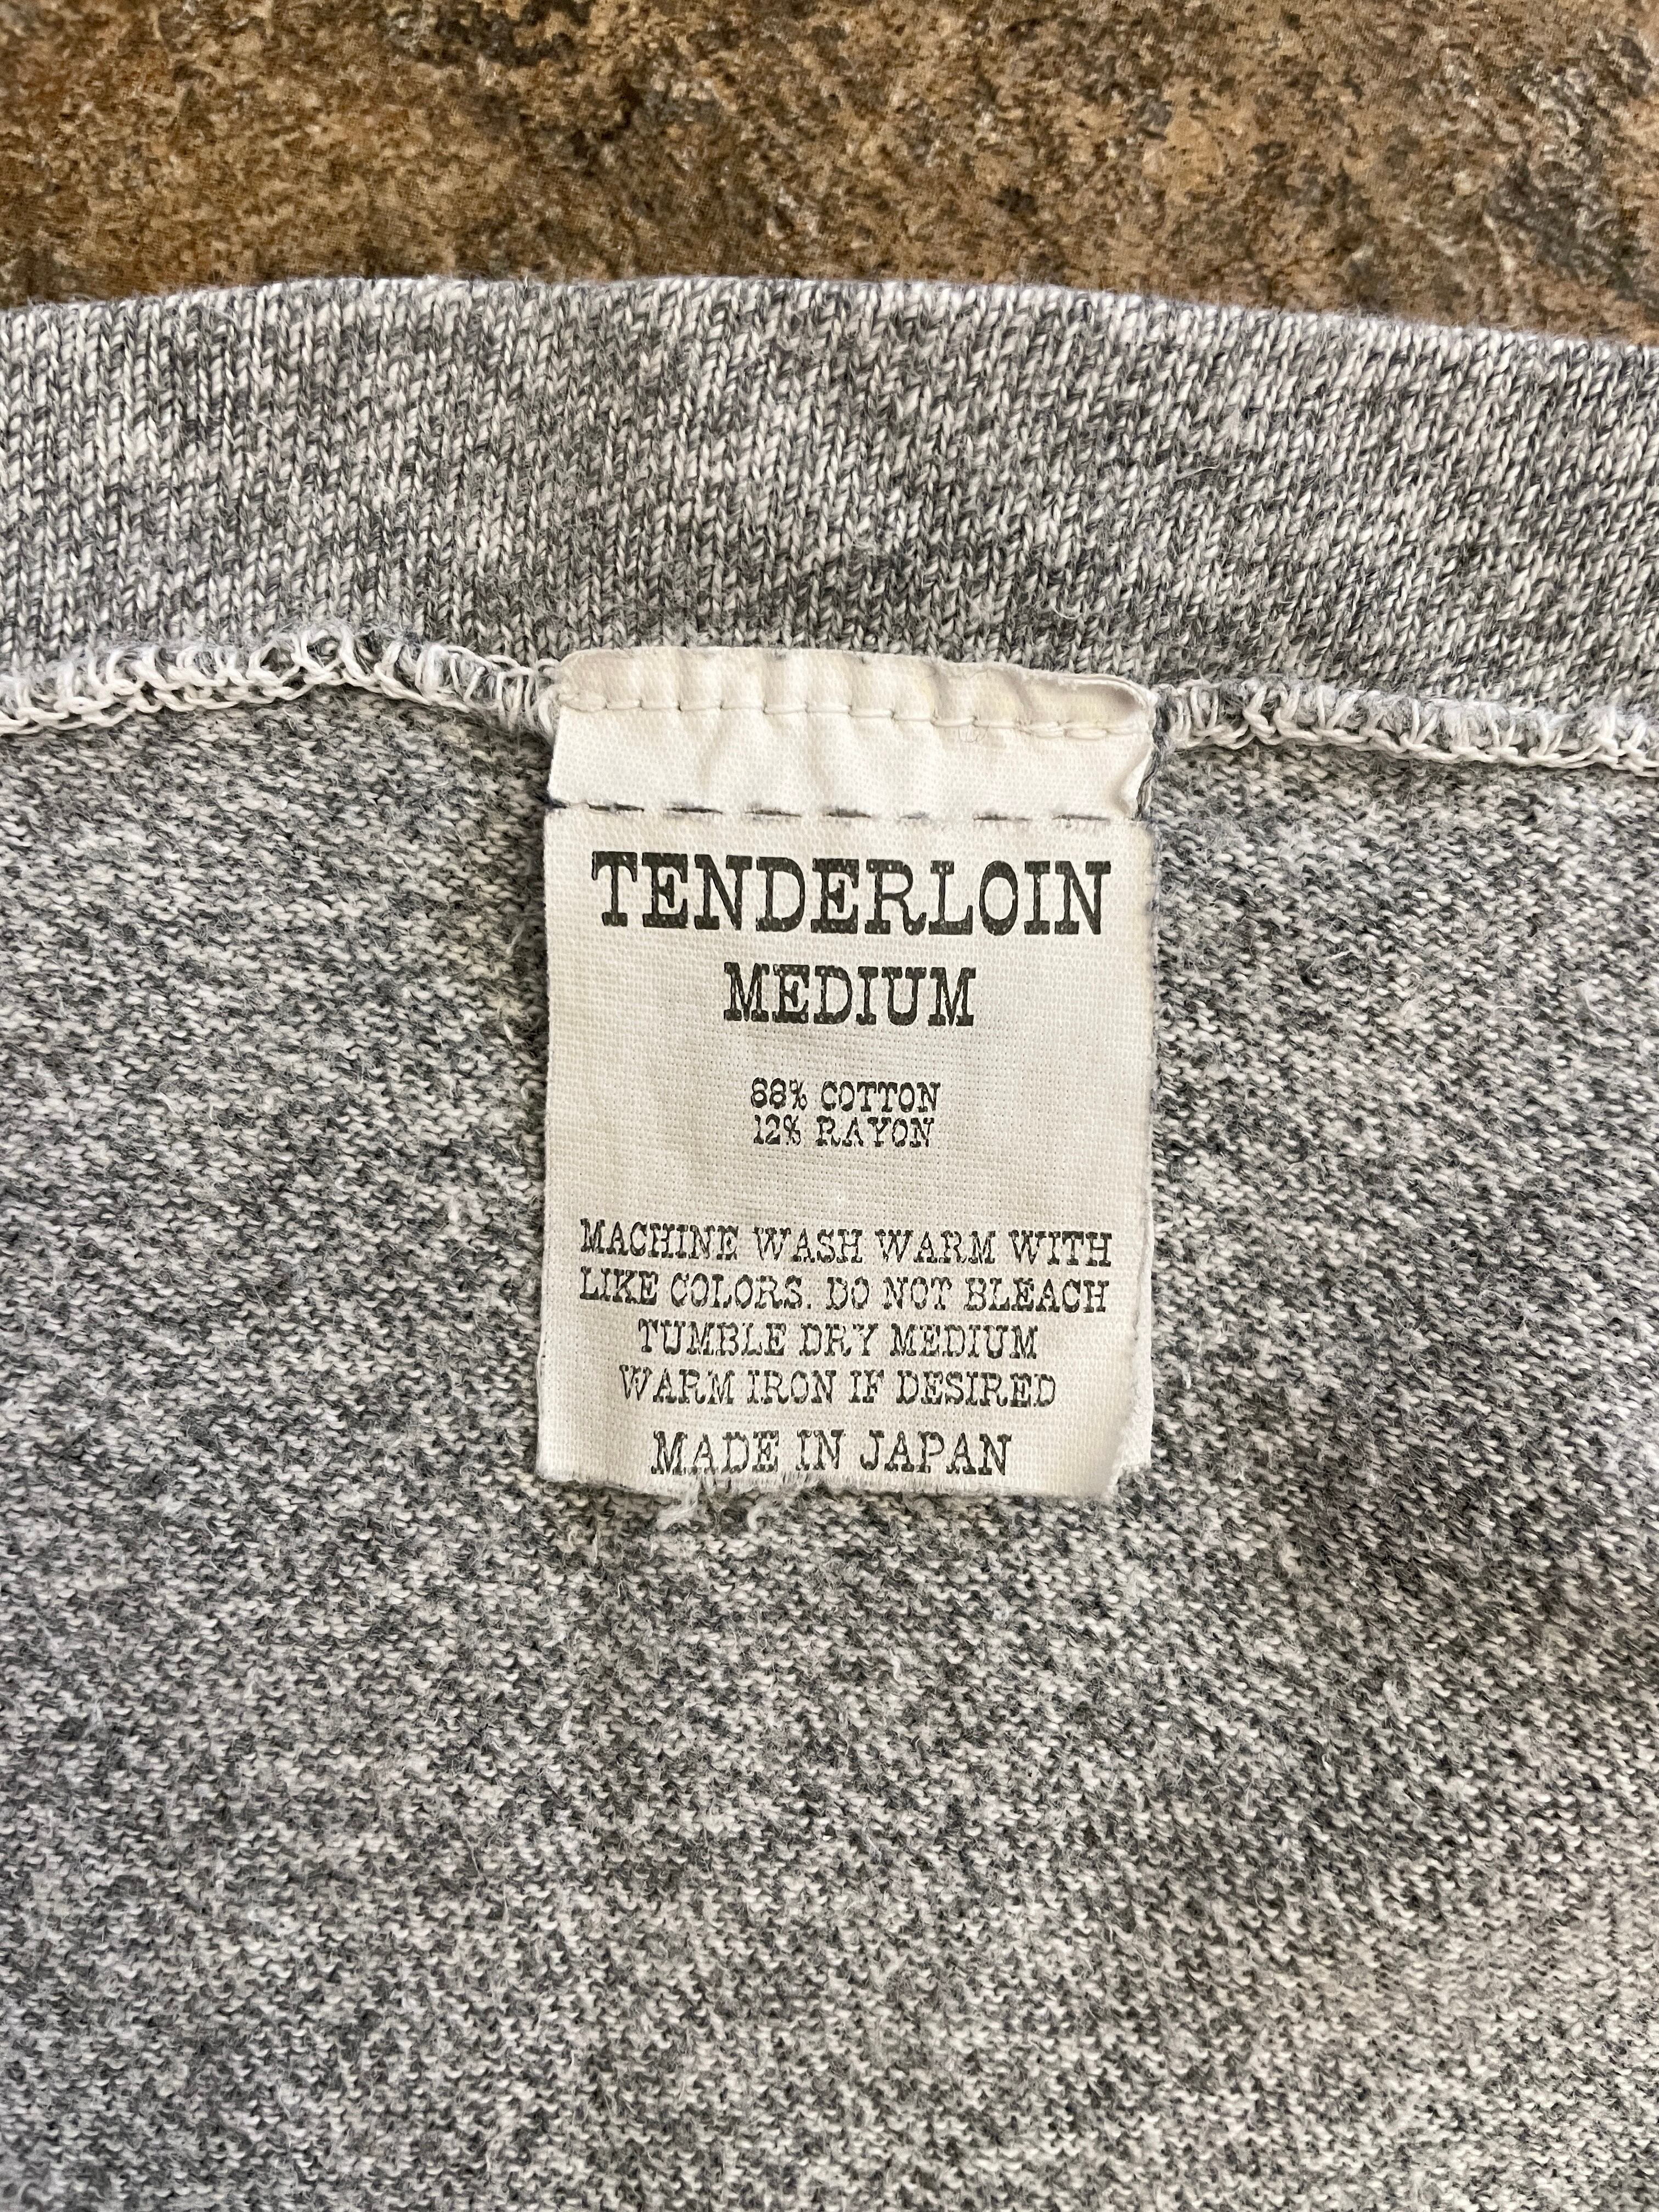 TENDERLOIN
MEDIUM
88% COTTON
12% RAYON
MACHINE WASH WARM WITH
LIKE COLORS. DO NOT BLEACH
TUMBLE DRY MEDIUM
WARM IRON IF DESIRED
MADE IN JAPAN